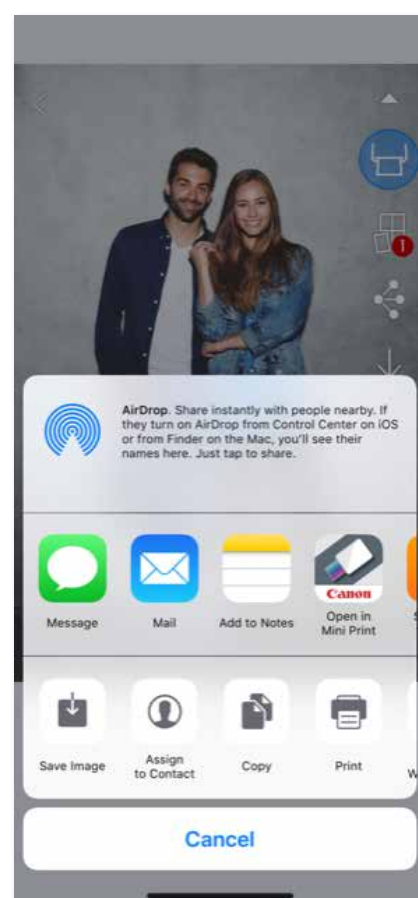 1
AirDrop. Share instantly with people nearby. If
they turn on AirDrop from Control Center on iOS
or from Finder on the Mac, you'll see their
names here. Just tap to share.
Canon
Message
Mail
Add to Notes
Open in
Mini Print
Save Image
Assign
to Contact
Copy
Print
Cancel